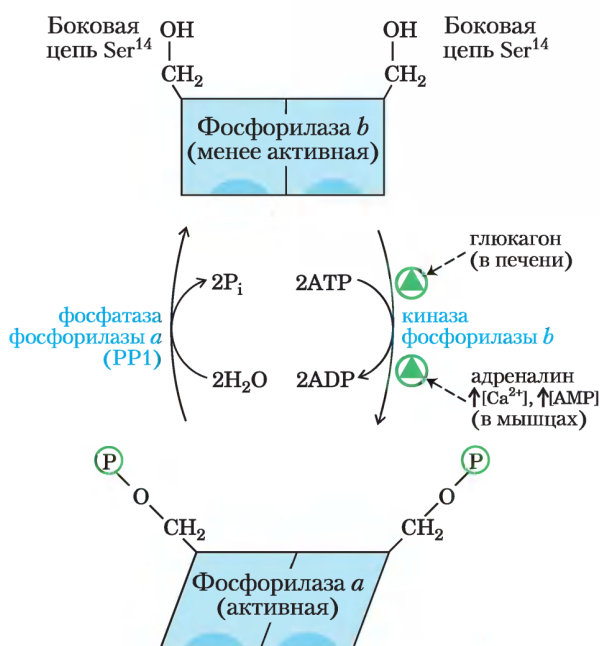 Боковая
цепь Ser¹⁴
OH
CH₂
OH
CH₂
Боковая
цепь Ser¹⁴
Фосфорилаза b
(менее активная)
глюкагон
(в печени)
2Pᵢ
2ATP
фосфатаза
фосфорилазы a
(PP1)
киназа
фосфорилазы b
2H₂O
2ADP
адреналин
↑[Ca²⁺], ↑[AMP]
(в мышцах)
P
O
CH₂
P
O
CH₂
Фосфорилаза a
(активная)